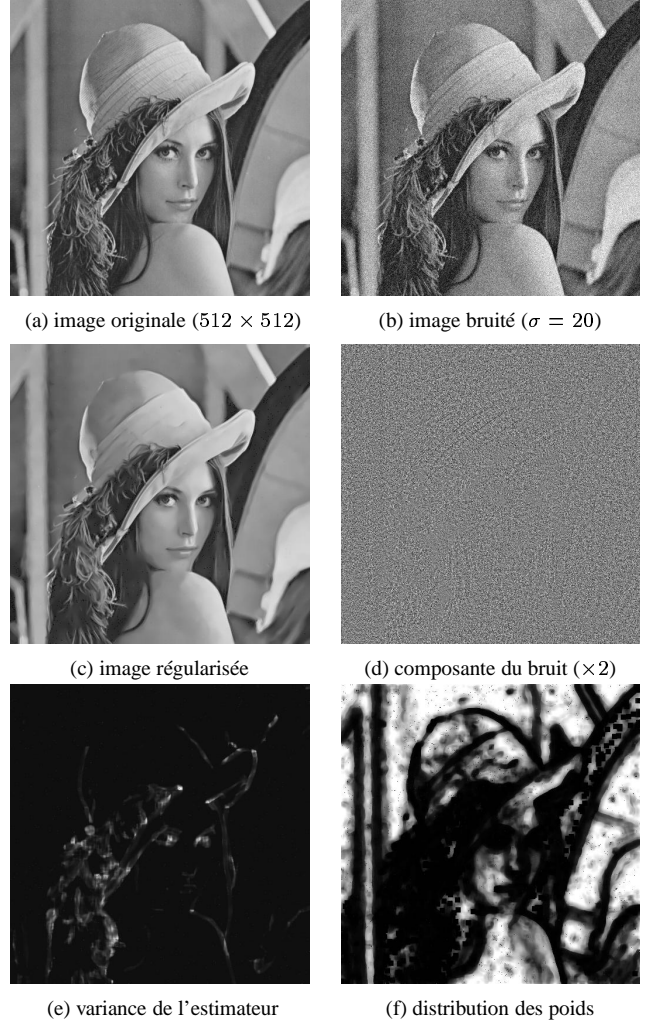 (a) image originale (512 × 512)
(b) image bruité (σ = 20)
(c) image régularisée
(d) composante du bruit (×2)
(e) variance de l'estimateur
(f) distribution des poids